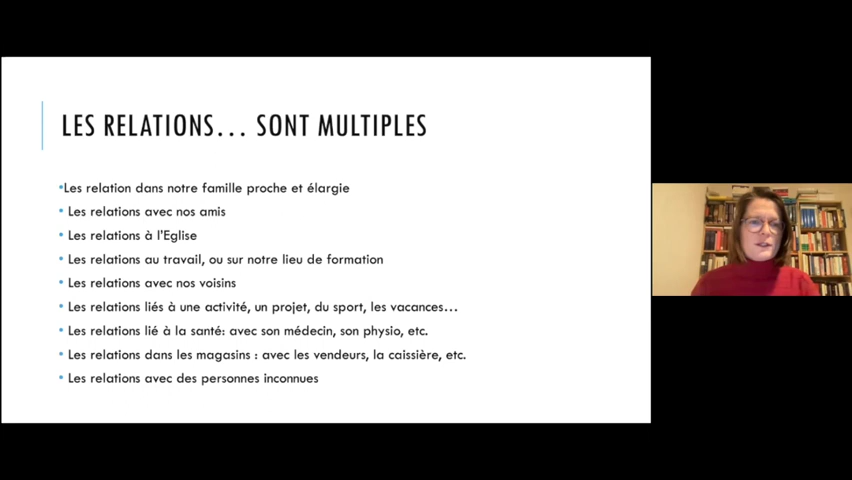 LES RELATIONS... SONT MULTIPLES
•Les relation dans notre famille proche et élargie
• Les relations avec nos amis
• Les relations à l'Eglise
• Les relations au travail, ou sur notre lieu de formation
• Les relations avec nos voisins
• Les relations liés à une activité, un projet, du sport, les vacances...
• Les relations lié à la santé: avec son médecin, son physio, etc.
• Les relations dans les magasins : avec les vendeurs, la caissière, etc.
• Les relations avec des personnes inconnues